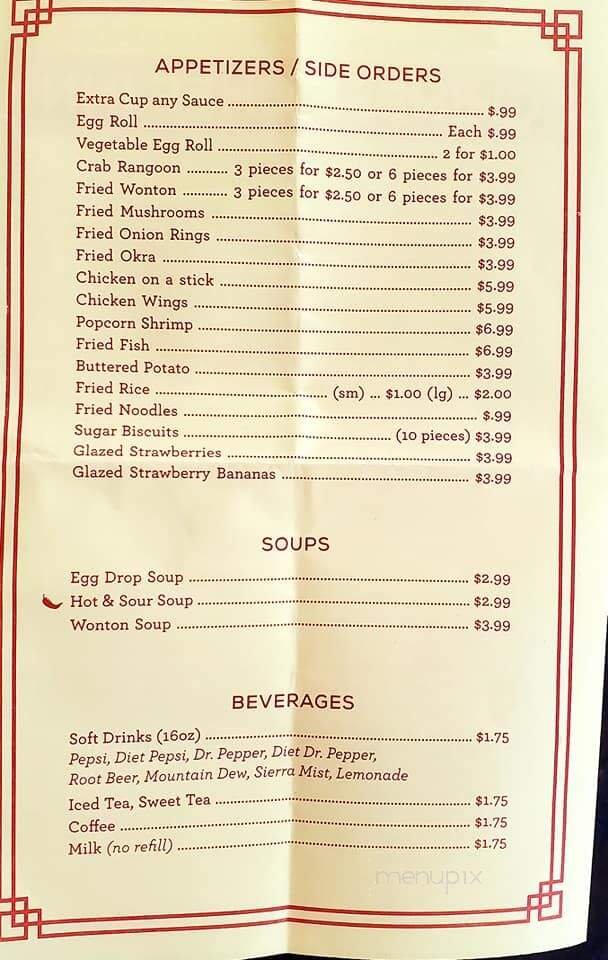 APPETIZERS / SIDE ORDERS
Extra Cup any Sauce ........ $.99
Egg Roll ........ Each $.99
Vegetable Egg Roll ........ 2 for $1.00
Crab Rangoon ........ 3 pieces for $2.50 or 6 pieces for $3.99
Fried Wonton ........ 3 pieces for $2.50 or 6 pieces for $3.99
Fried Mushrooms ........ $3.99
Fried Onion Rings ........ $3.99
Fried Okra ........ $3.99
Chicken on a stick ........ $5.99
Chicken Wings ........ $5.99
Popcorn Shrimp ........ $6.99
Fried Fish ........ $6.99
Buttered Potato ........ $3.99
Fried Rice ........ (sm) ... $1.00 (lg) ... $2.00
Fried Noodles ........ $.99
Sugar Biscuits ........ (10 pieces) $3.99
Glazed Strawberries ........ $3.99
Glazed Strawberry Bananas ........ $3.99
SOUPS
Egg Drop Soup ........ $2.99
Hot & Sour Soup ........ $2.99
Wonton Soup ........ $3.99
BEVERAGES
Soft Drinks (16oz) ........ $1.75
Pepsi, Diet Pepsi, Dr. Pepper, Diet Dr. Pepper,
Root Beer, Mountain Dew, Sierra Mist, Lemonade
Iced Tea, Sweet Tea ........ $1.75
Coffee ........ $1.75
Milk (no refill) ........ $1.75
menupix